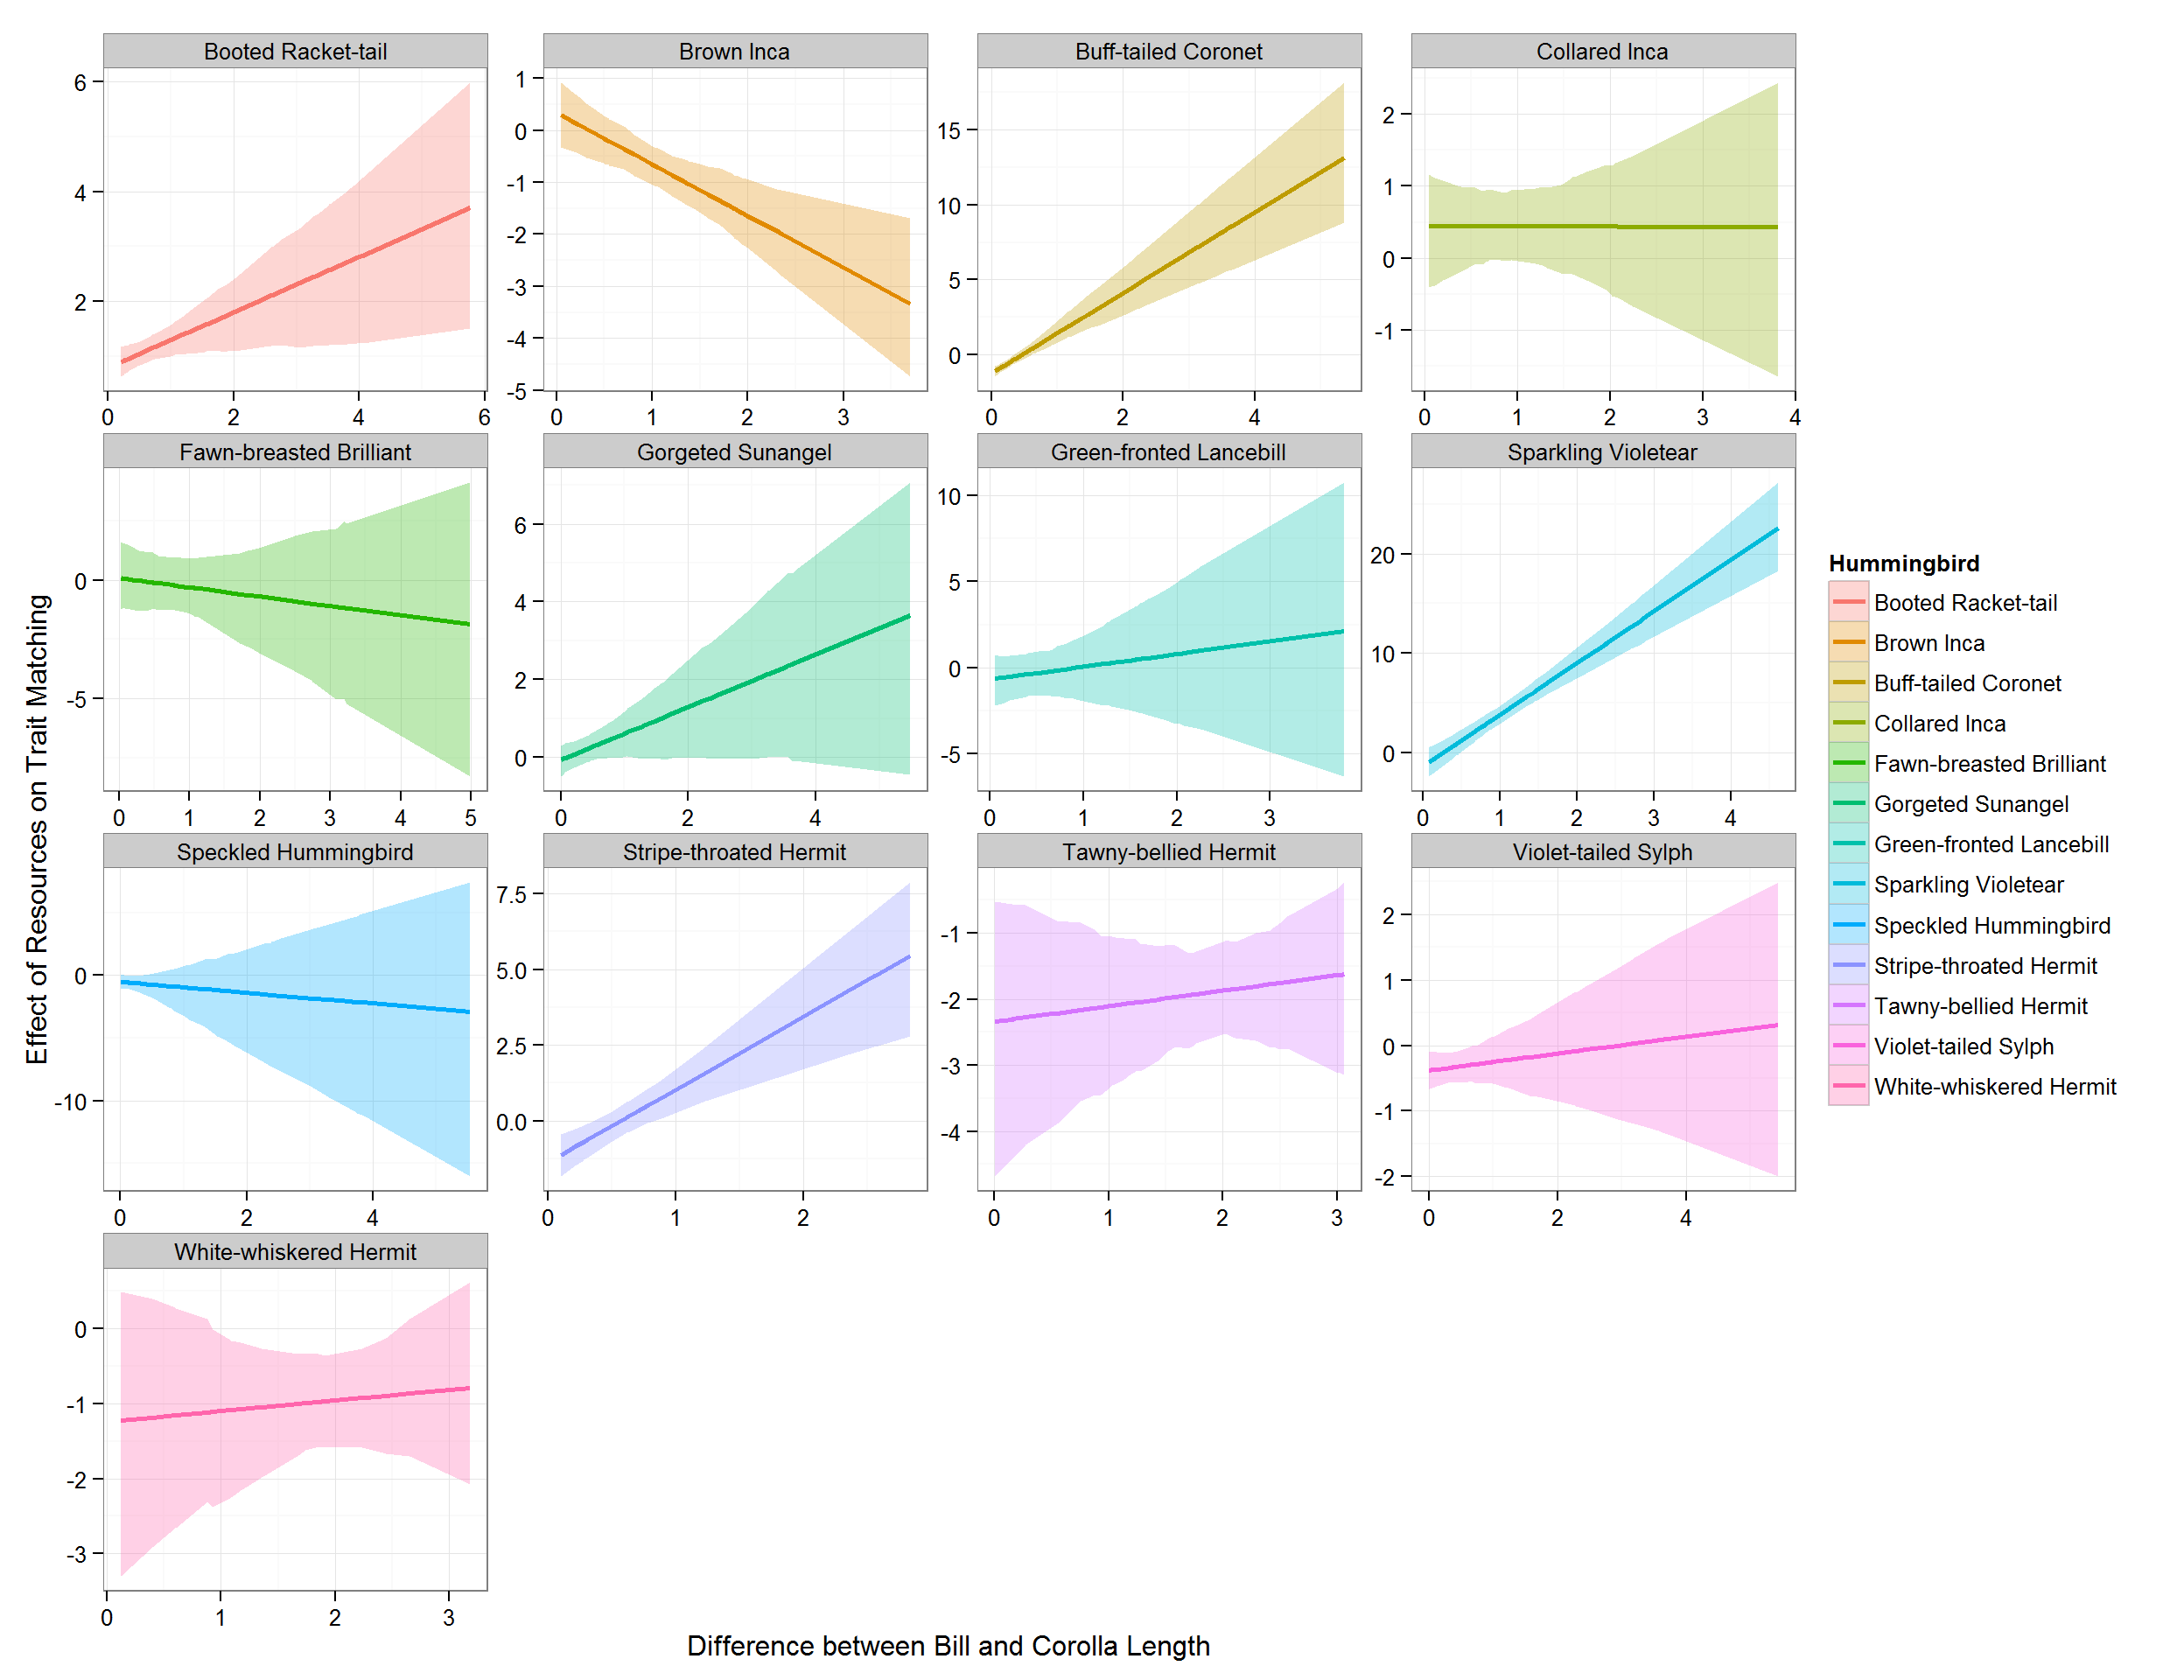 Booted Racket-tail
Brown Inca
Buff-tailed Coronet
Collared Inca
6
4
2
0 2 4 6
1
0
-1
-2
-3
-4
-5
0 1 2 3
15
10
5
0
0 2 4
2
1
0
-1
0 1 2 3 4
Fawn-breasted Brilliant
Gorgeted Sunangel
Green-fronted Lancebill
Sparkling Violetear
0
-5
0 1 2 3 4 5
6
4
2
0
0 2 4
10
5
0
-5
0 1 2 3
20
10
0
0 1 2 3 4
Speckled Hummingbird
Stripe-throated Hermit
Tawny-bellied Hermit
Violet-tailed Sylph
0
-10
0 2 4
7.5
5.0
2.5
0.0
0 1 2
-1
-2
-3
-4
0 1 2 3
2
1
0
-1
-2
0 2 4
White-whiskered Hermit
0
-1
-2
-3
0 1 2 3
Effect of Resources on Trait Matching
Difference between Bill and Corolla Length
Hummingbird
Booted Racket-tail
Brown Inca
Buff-tailed Coronet
Collared Inca
Fawn-breasted Brilliant
Gorgeted Sunangel
Green-fronted Lancebill
Sparkling Violetear
Speckled Hummingbird
Stripe-throated Hermit
Tawny-bellied Hermit
Violet-tailed Sylph
White-whiskered Hermit